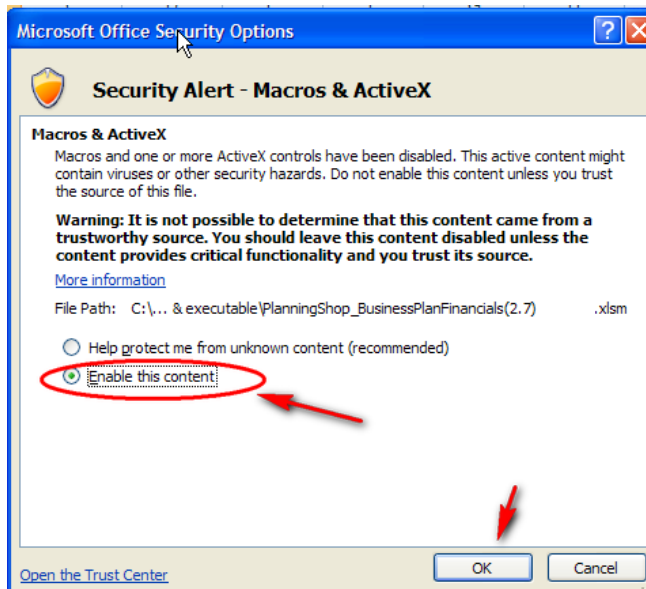 Microsoft Office Security Options
Security Alert - Macros & ActiveX
Macros & ActiveX
Macros and one or more ActiveX controls have been disabled. This active content might
contain viruses or other security hazards. Do not enable this content unless you trust
the source of this file.
Warning: It is not possible to determine that this content came from a
trustworthy source. You should leave this content disabled unless the
content provides critical functionality and you trust its source.
More information
File Path: C:\... & executable\PlanningShop_BusinessPlanFinancials(2.7) .xlsm
Help protect me from unknown content (recommended)
Enable this content
Open the Trust Center
OK
Cancel